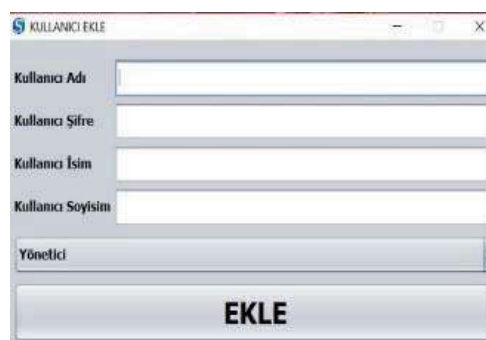 KULLANICI EKLE
Kullanıcı Adı
Kullanıcı Şifre
Kullanıcı İsim
Kullanıcı Soyisim
Yönetici
EKLE